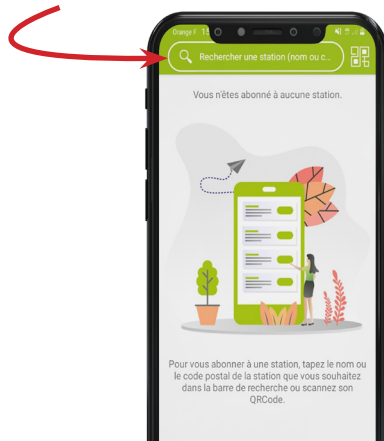 Orange F
Rechercher une station (nom ou c...
Vous n'êtes abonné à aucune station.
Pour vous abonner à une station, tapez le nom ou
le code postal de la station que vous souhaitez
dans la barre de recherche ou scannez son
QRCode.